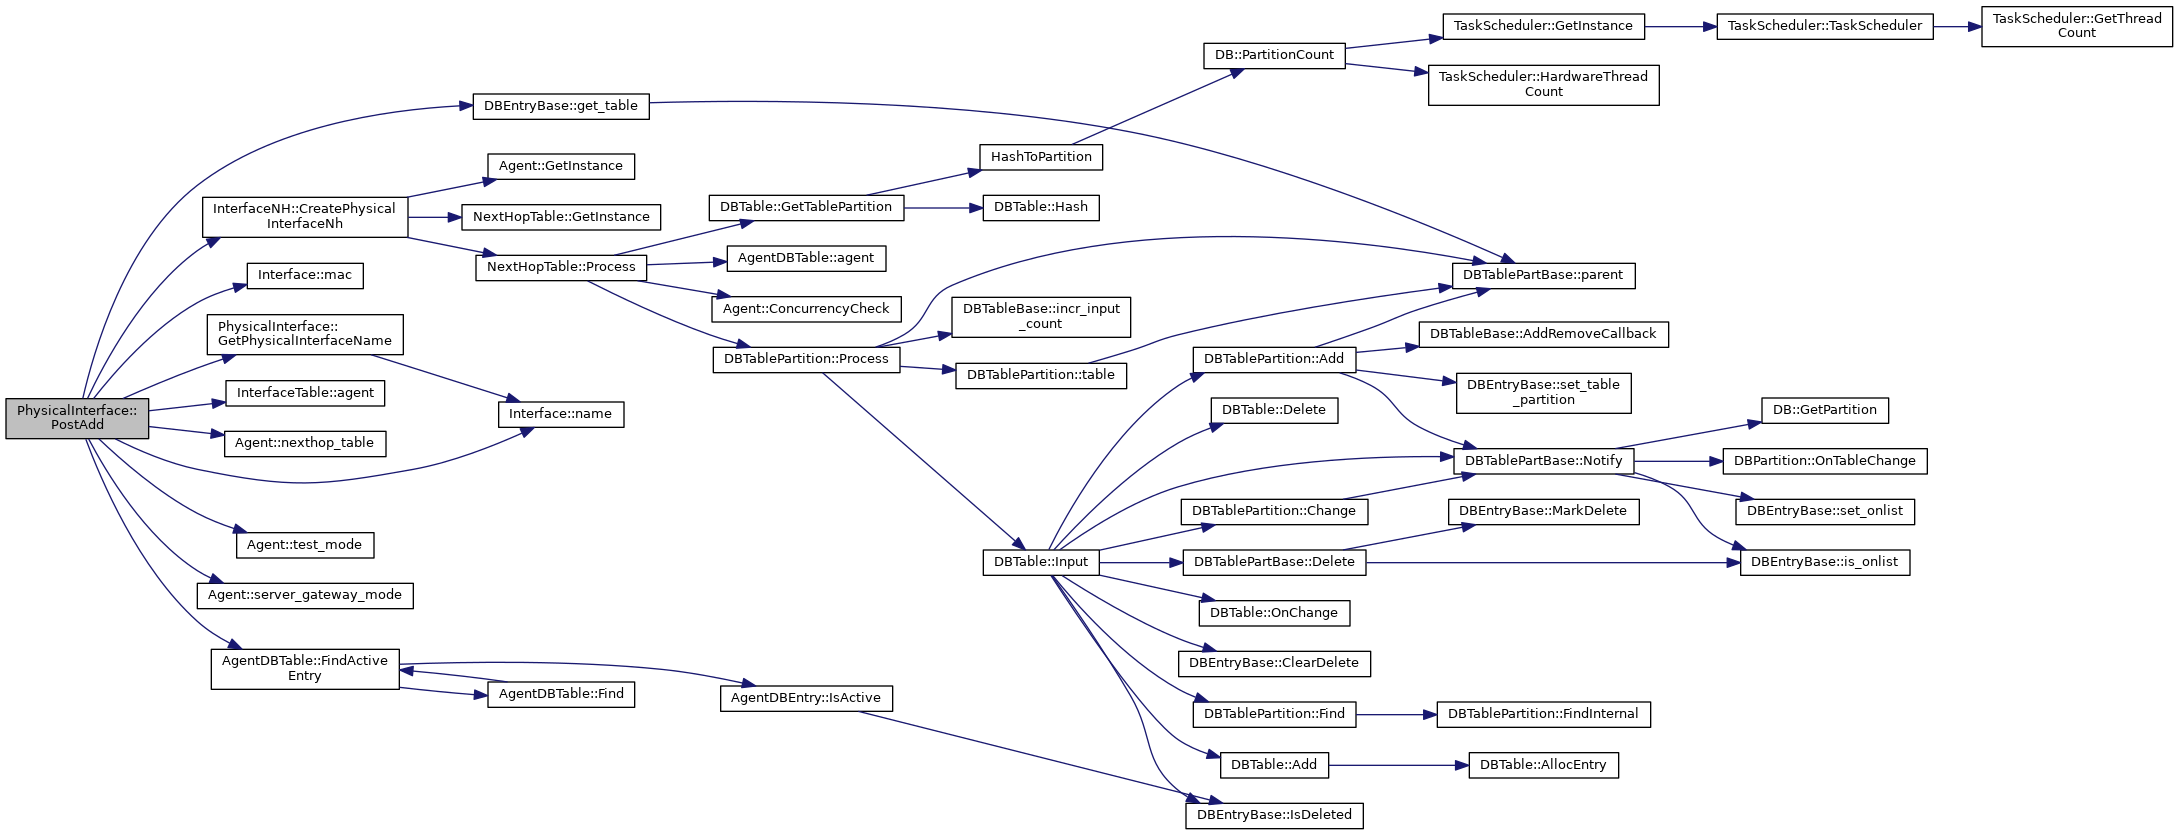 PhysicalInterface::
PostAdd
DBEntryBase::get_table
InterfaceNH::CreatePhysical
InterfaceNh
Interface::mac
PhysicalInterface::
GetPhysicalInterfaceName
InterfaceTable::agent
Agent::nexthop_table
Interface::name
Agent::test_mode
Agent::server_gateway_mode
AgentDBTable::FindActive
Entry
Agent::GetInstance
NextHopTable::GetInstance
NextHopTable::Process
AgentDBTable::Find
AgentDBEntry::IsActive
DBTable::GetTablePartition
AgentDBTable::agent
Agent::ConcurrencyCheck
DBTablePartition::Process
HashToPartition
DBTable::Hash
DBTableBase::incr_input
_count
DBTablePartition::table
DBTable::Input
DB::PartitionCount
TaskScheduler::GetInstance
TaskScheduler::HardwareThread
Count
TaskScheduler::TaskScheduler
TaskScheduler::GetThread
Count
DBTablePartBase::parent
DBTablePartition::Add
DBTable::Delete
DBTablePartition::Change
DBTablePartBase::Delete
DBTable::OnChange
DBEntryBase::ClearDelete
DBTablePartition::Find
DBTable::Add
DBEntryBase::IsDeleted
DBTableBase::AddRemoveCallback
DBEntryBase::set_table
_partition
DBTablePartBase::Notify
DBEntryBase::MarkDelete
DBTablePartition::FindInternal
DBTable::AllocEntry
DB::GetPartition
DBPartition::OnTableChange
DBEntryBase::set_onlist
DBEntryBase::is_onlist